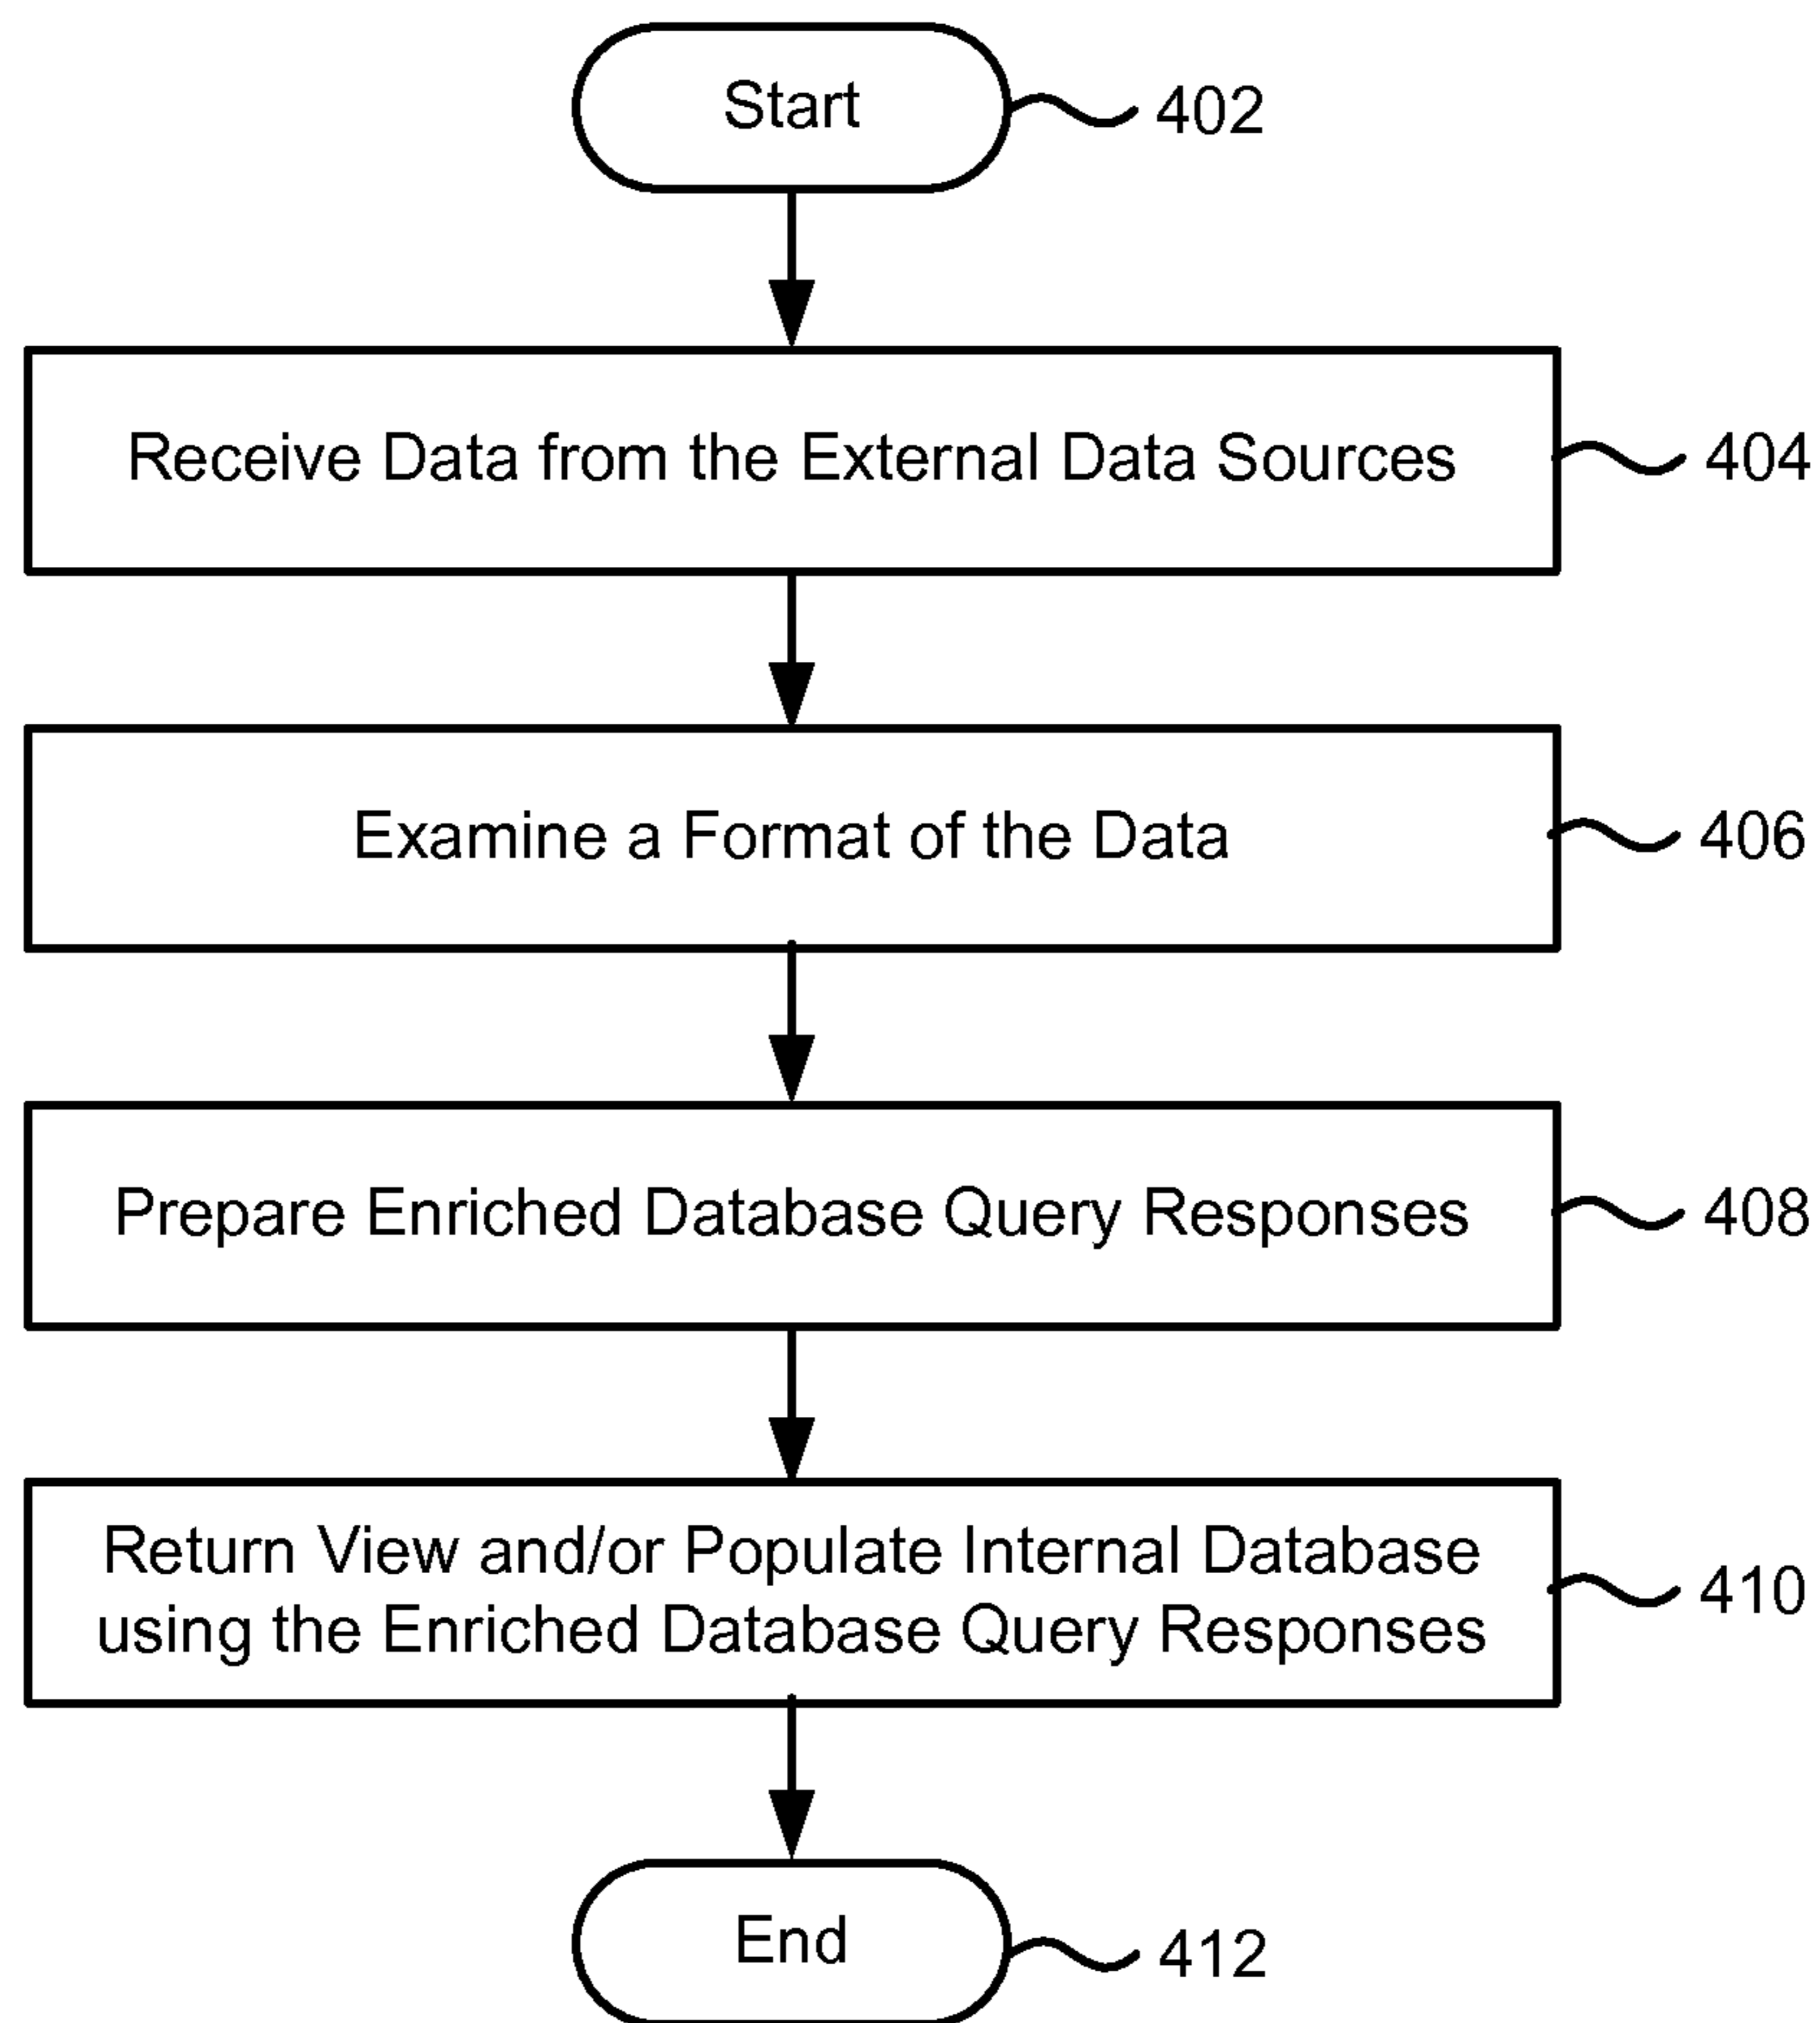 Start
402
Receive Data from the External Data Sources
404
Examine a Format of the Data
406
Prepare Enriched Database Query Responses
408
Return View and/or Populate Internal Database
using the Enriched Database Query Responses
410
End
412